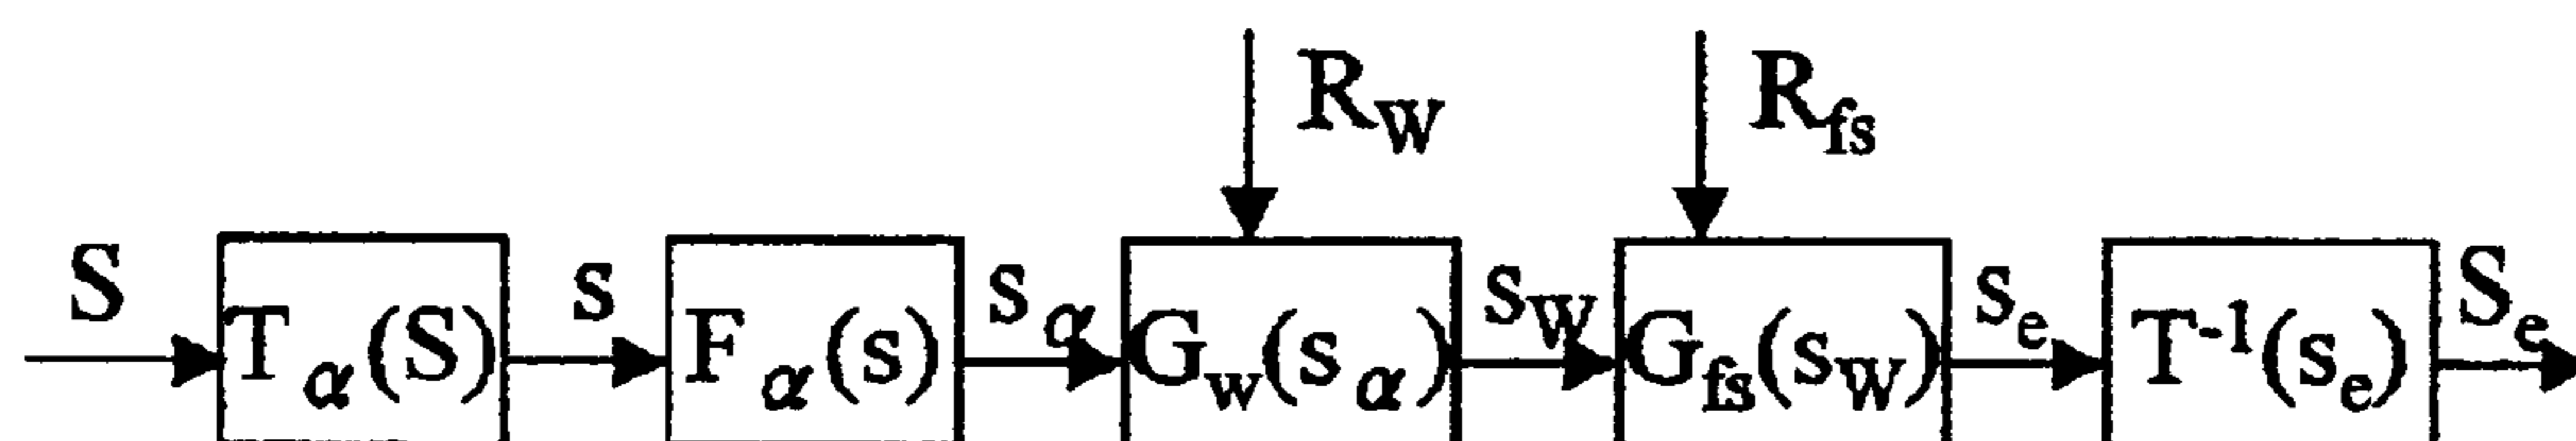 R_W R_fs
S s s_α s_W s_e S_e
T_α(S) F_α(s) G_w(s_α) G_fs(s_W) T^-1(s_e)